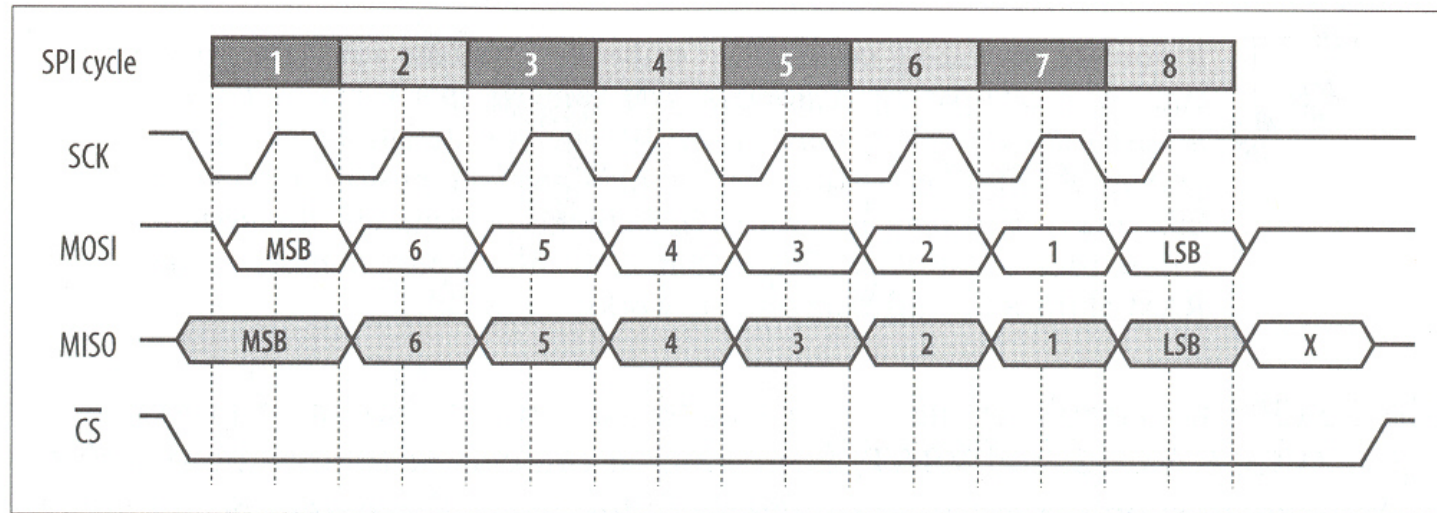 SPI cycle 1 2 3 4 5 6 7 8
SCK
MOSI MSB 6 5 4 3 2 1 LSB
MISO MSB 6 5 4 3 2 1 LSB X
CS